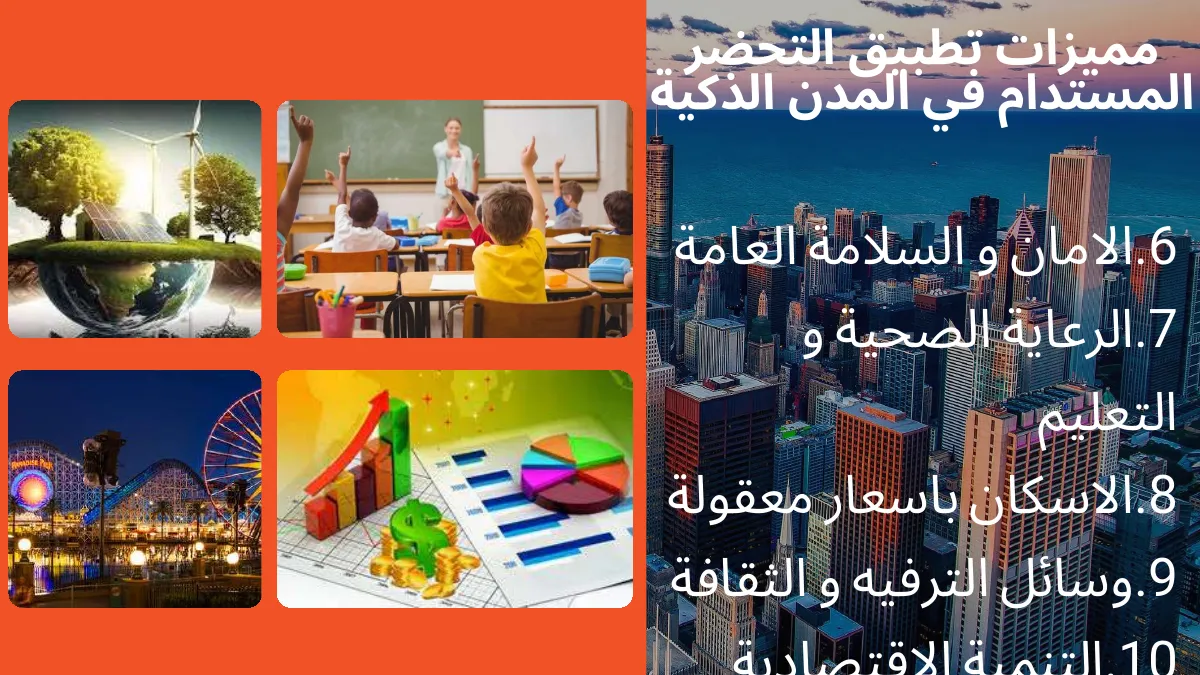 مميزات تطبيق التحضر
المستدام في المدن الذكية
6.الامان و السلامة العامة
7.الرعاية الصحية و
التعليم
8.الاسكان باسعار معقولة
9.وسائل الترفيه و الثقافة
10.التنمية الاقتصادية